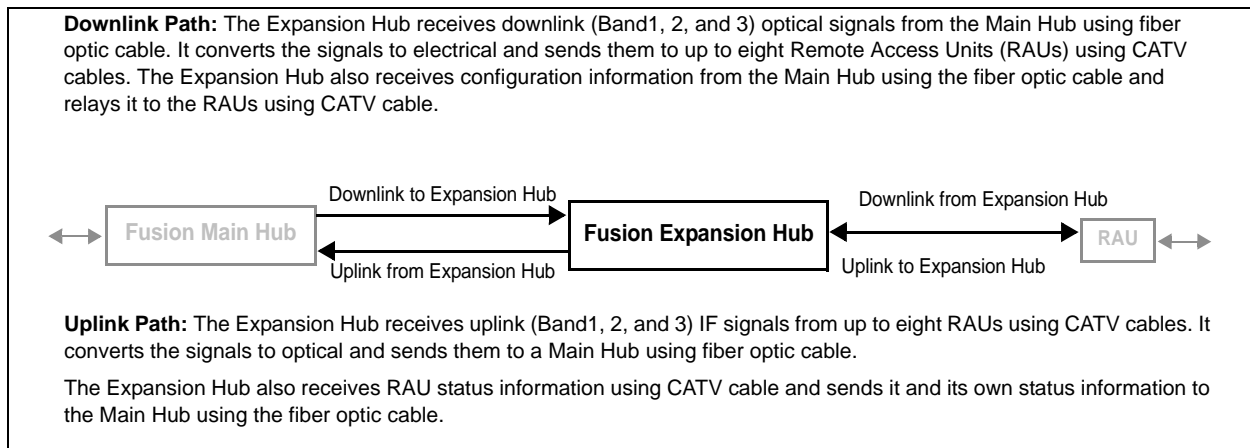 Downlink Path: The Expansion Hub receives downlink (Band1, 2, and 3) optical signals from the Main Hub using fiber
optic cable. It converts the signals to electrical and sends them to up to eight Remote Access Units (RAUs) using CATV
cables. The Expansion Hub also receives configuration information from the Main Hub using the fiber optic cable and
relays it to the RAUs using CATV cable.
Downlink to Expansion Hub
Downlink from Expansion Hub
Fusion Main Hub
Fusion Expansion Hub
RAU
Uplink from Expansion Hub
Uplink to Expansion Hub
Uplink Path: The Expansion Hub receives uplink (Band1, 2, and 3) IF signals from up to eight RAUs using CATV cables. It
converts the signals to optical and sends them to a Main Hub using fiber optic cable.
The Expansion Hub also receives RAU status information using CATV cable and sends it and its own status information to
the Main Hub using the fiber optic cable.